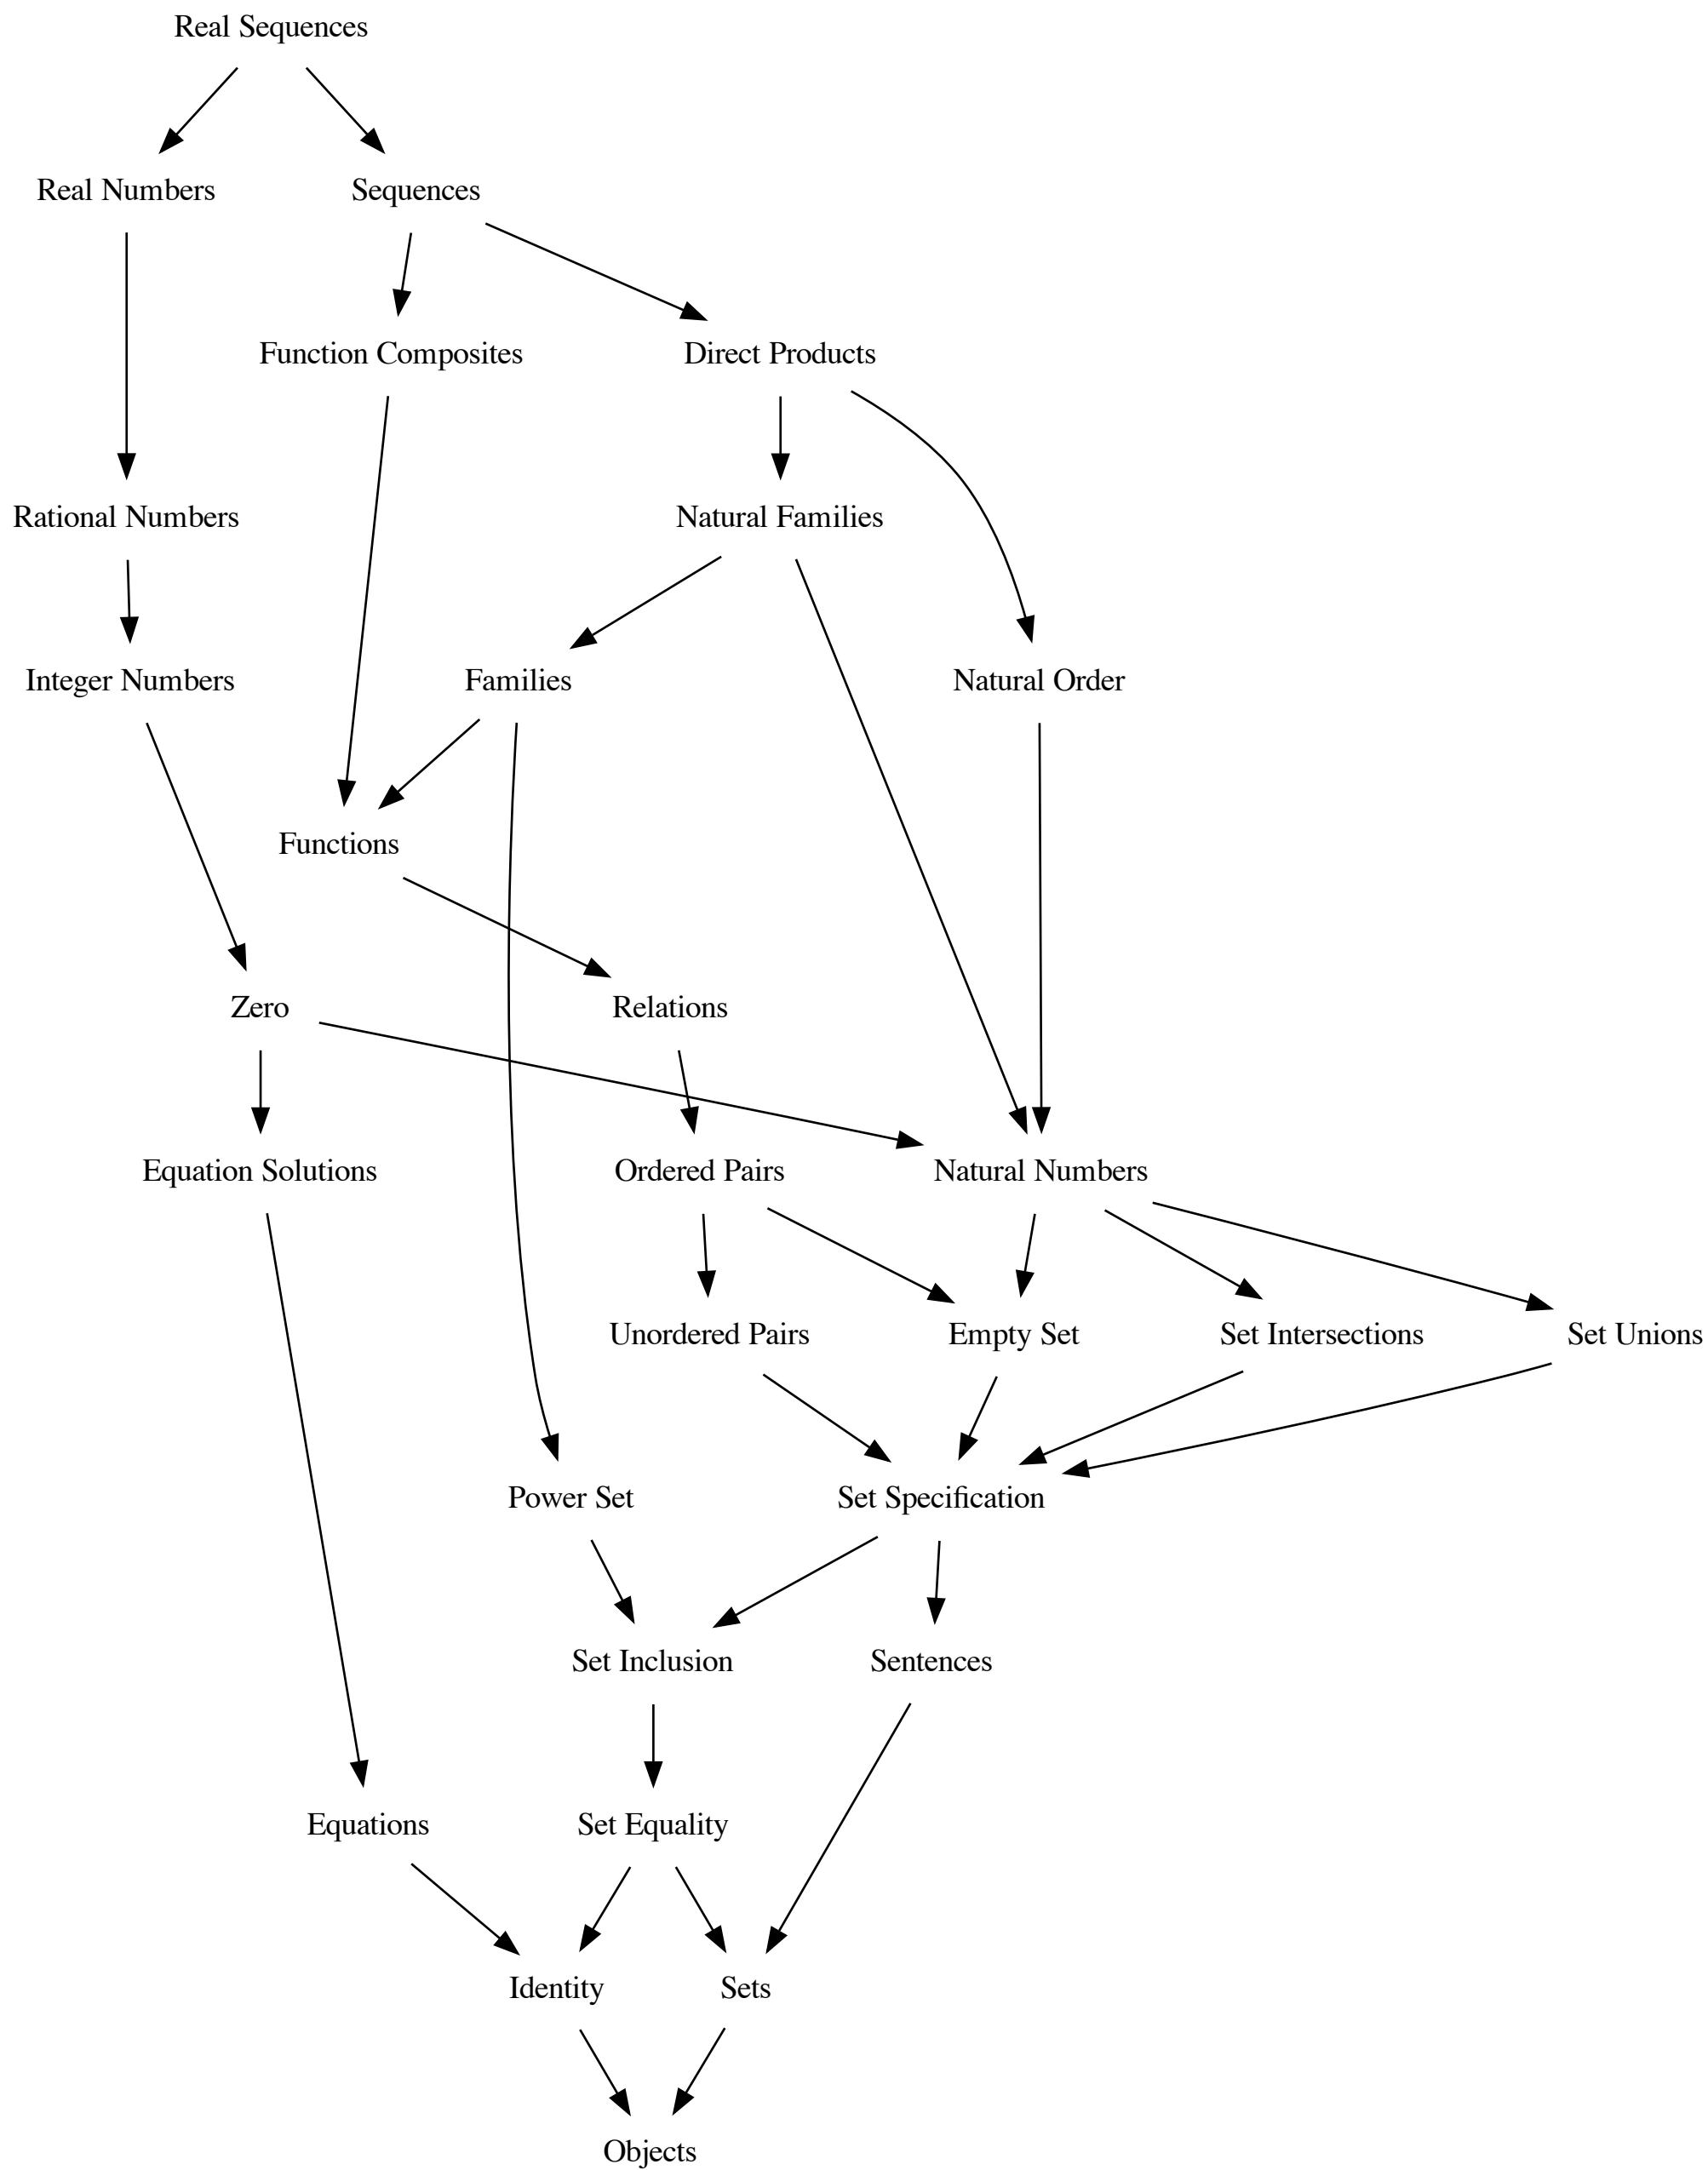 Real Sequences
Real Numbers
Sequences
Function Composites
Direct Products
Rational Numbers
Natural Families
Integer Numbers
Families
Natural Order
Functions
Zero
Relations
Equation Solutions
Ordered Pairs
Natural Numbers
Unordered Pairs
Empty Set
Set Intersections
Set Unions
Power Set
Set Specification
Set Inclusion
Sentences
Equations
Set Equality
Identity
Sets
Objects